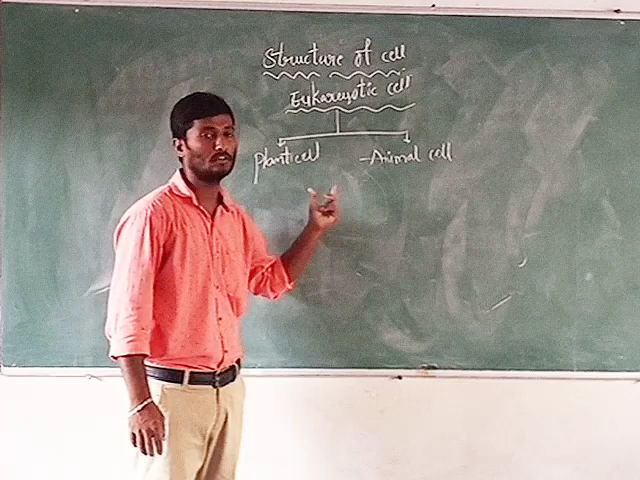 Structure of cell
Eukaryotic cell
Plant cell
Animal cell